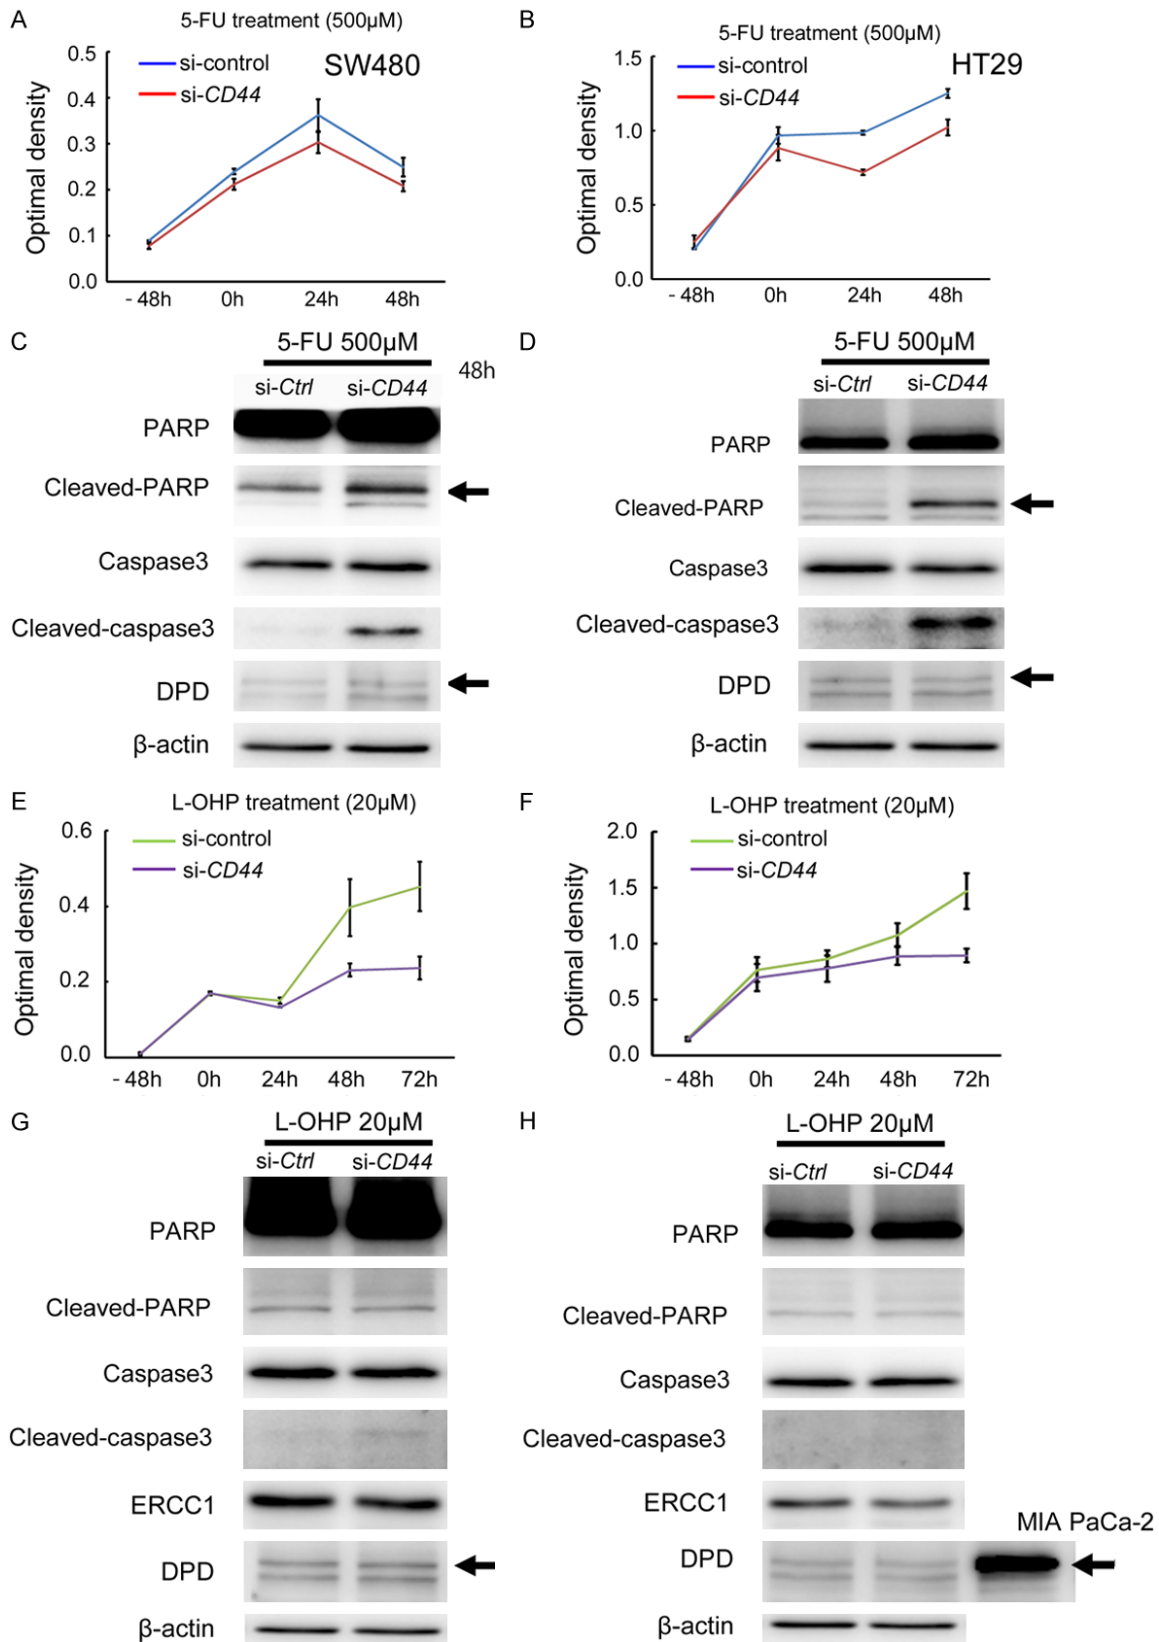 A
5-FU treatment (500µM)
0.5
0.4
0.3
0.2
0.1
0.0
Optimal density
si-control
si-CD44
SW480
- 48h 0h 24h 48h
B
5-FU treatment (500µM)
1.5
1.0
0.5
0.0
Optimal density
si-control
si-CD44
HT29
- 48h 0h 24h 48h
C
5-FU 500µM
48h
si-Ctrl si-CD44
PARP
Cleaved-PARP
Caspase3
Cleaved-caspase3
DPD
β-actin
D
5-FU 500µM
si-Ctrl si-CD44
PARP
Cleaved-PARP
Caspase3
Cleaved-caspase3
DPD
β-actin
E
L-OHP treatment (20µM)
0.6
0.4
0.2
0.0
Optimal density
si-control
si-CD44
- 48h 0h 24h 48h 72h
F
L-OHP treatment (20µM)
2.0
1.5
1.0
0.5
0.0
Optimal density
si-control
si-CD44
- 48h 0h 24h 48h 72h
G
L-OHP 20µM
si-Ctrl si-CD44
PARP
Cleaved-PARP
Caspase3
Cleaved-caspase3
ERCC1
DPD
β-actin
H
L-OHP 20µM
si-Ctrl si-CD44
PARP
Cleaved-PARP
Caspase3
Cleaved-caspase3
ERCC1
MIA PaCa-2
DPD
β-actin